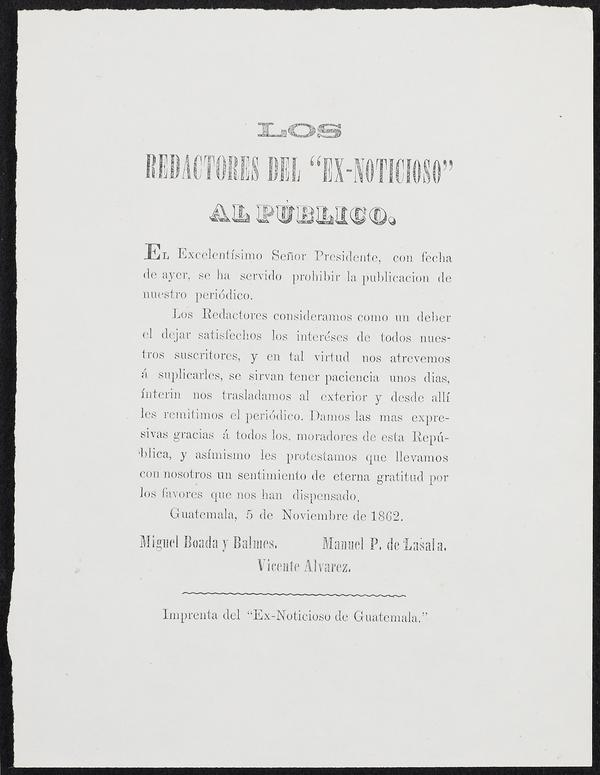 LOS
REDACTORES DEL "EX-NOTICIOSO"
AL PÚBLICO.
EL Excelentísimo Señor Presidente, con fecha
de ayer, se ha servido prohibir la publicacion de
nuestro periódico.
Los Redactores consideramos como un deber
el dejar satisfechos los interéses de todos nues-
tros suscritores, y en tal virtud nos atrevemos
á suplicarles, se sirvan tener paciencia unos dias,
ínterin nos trasladamos al exterior y desde allí
les remitimos el periódico. Damos las mas expre-
sivas gracias á todos los, moradores de esta Repú-
blica, y asímismo les protestamos que llevamos
con nosotros un sentimiento de eterna gratitud por
los favores que nos han dispensado.
Guatemala, 5 de Noviembre de 1862.
Miguel Boada y Balmes. Manuel P. de Lasala.
Vicente Alvarez.
Imprenta del "Ex-Noticioso de Guatemala."